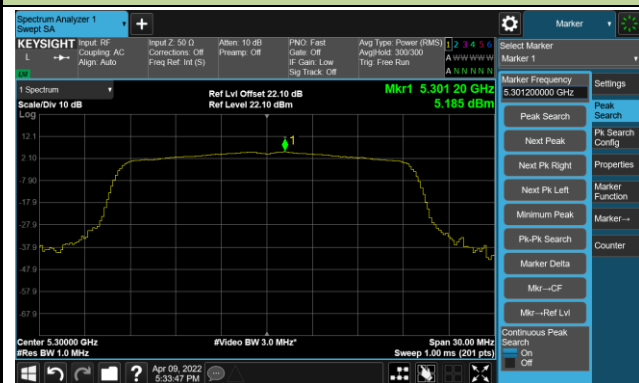 Spectrum Analyzer 1
Swept SA
+
Marker
KEYSIGHT
L
Input: RF
Coupling: AC
Align: Auto
Input Z: 50 Ω
Corrections: Off
Freq Ref: Int (S)
Atten: 10 dB
Preamp: Off
PNO: Fast
Gate: Off
IF Gain: Low
Sig Track: Off
Avg Type: Power (RMS)
Avg|Hold: 300/300
Trig: Free Run
1 2 3 4 5 6
A W W W W W
A N N N N N
Select Marker
Marker 1
1 Spectrum
Scale/Div 10 dB
Log
Ref Lvl Offset 22.10 dB
Ref Level 22.10 dBm
Mkr1 5.301 20 GHz
5.185 dBm
1
12.1
2.10
-7.90
-17.9
-27.9
-37.9
-47.9
-57.9
-67.9
Center 5.30000 GHz
#Res BW 1.0 MHz
#Video BW 3.0 MHz*
Span 30.00 MHz
Sweep 1.00 ms (201 pts)
Marker Frequency
5.301200000 GHz
Peak Search
Next Peak
Next Pk Right
Next Pk Left
Minimum Peak
Pk-Pk Search
Marker Delta
Mkr→CF
Mkr→Ref Lvl
Continuous Peak
Search
On
Off
Settings
Peak
Search
Pk Search
Config
Properties
Marker
Function
Marker→
Counter
?
Apr 09, 2022
5:33:47 PM